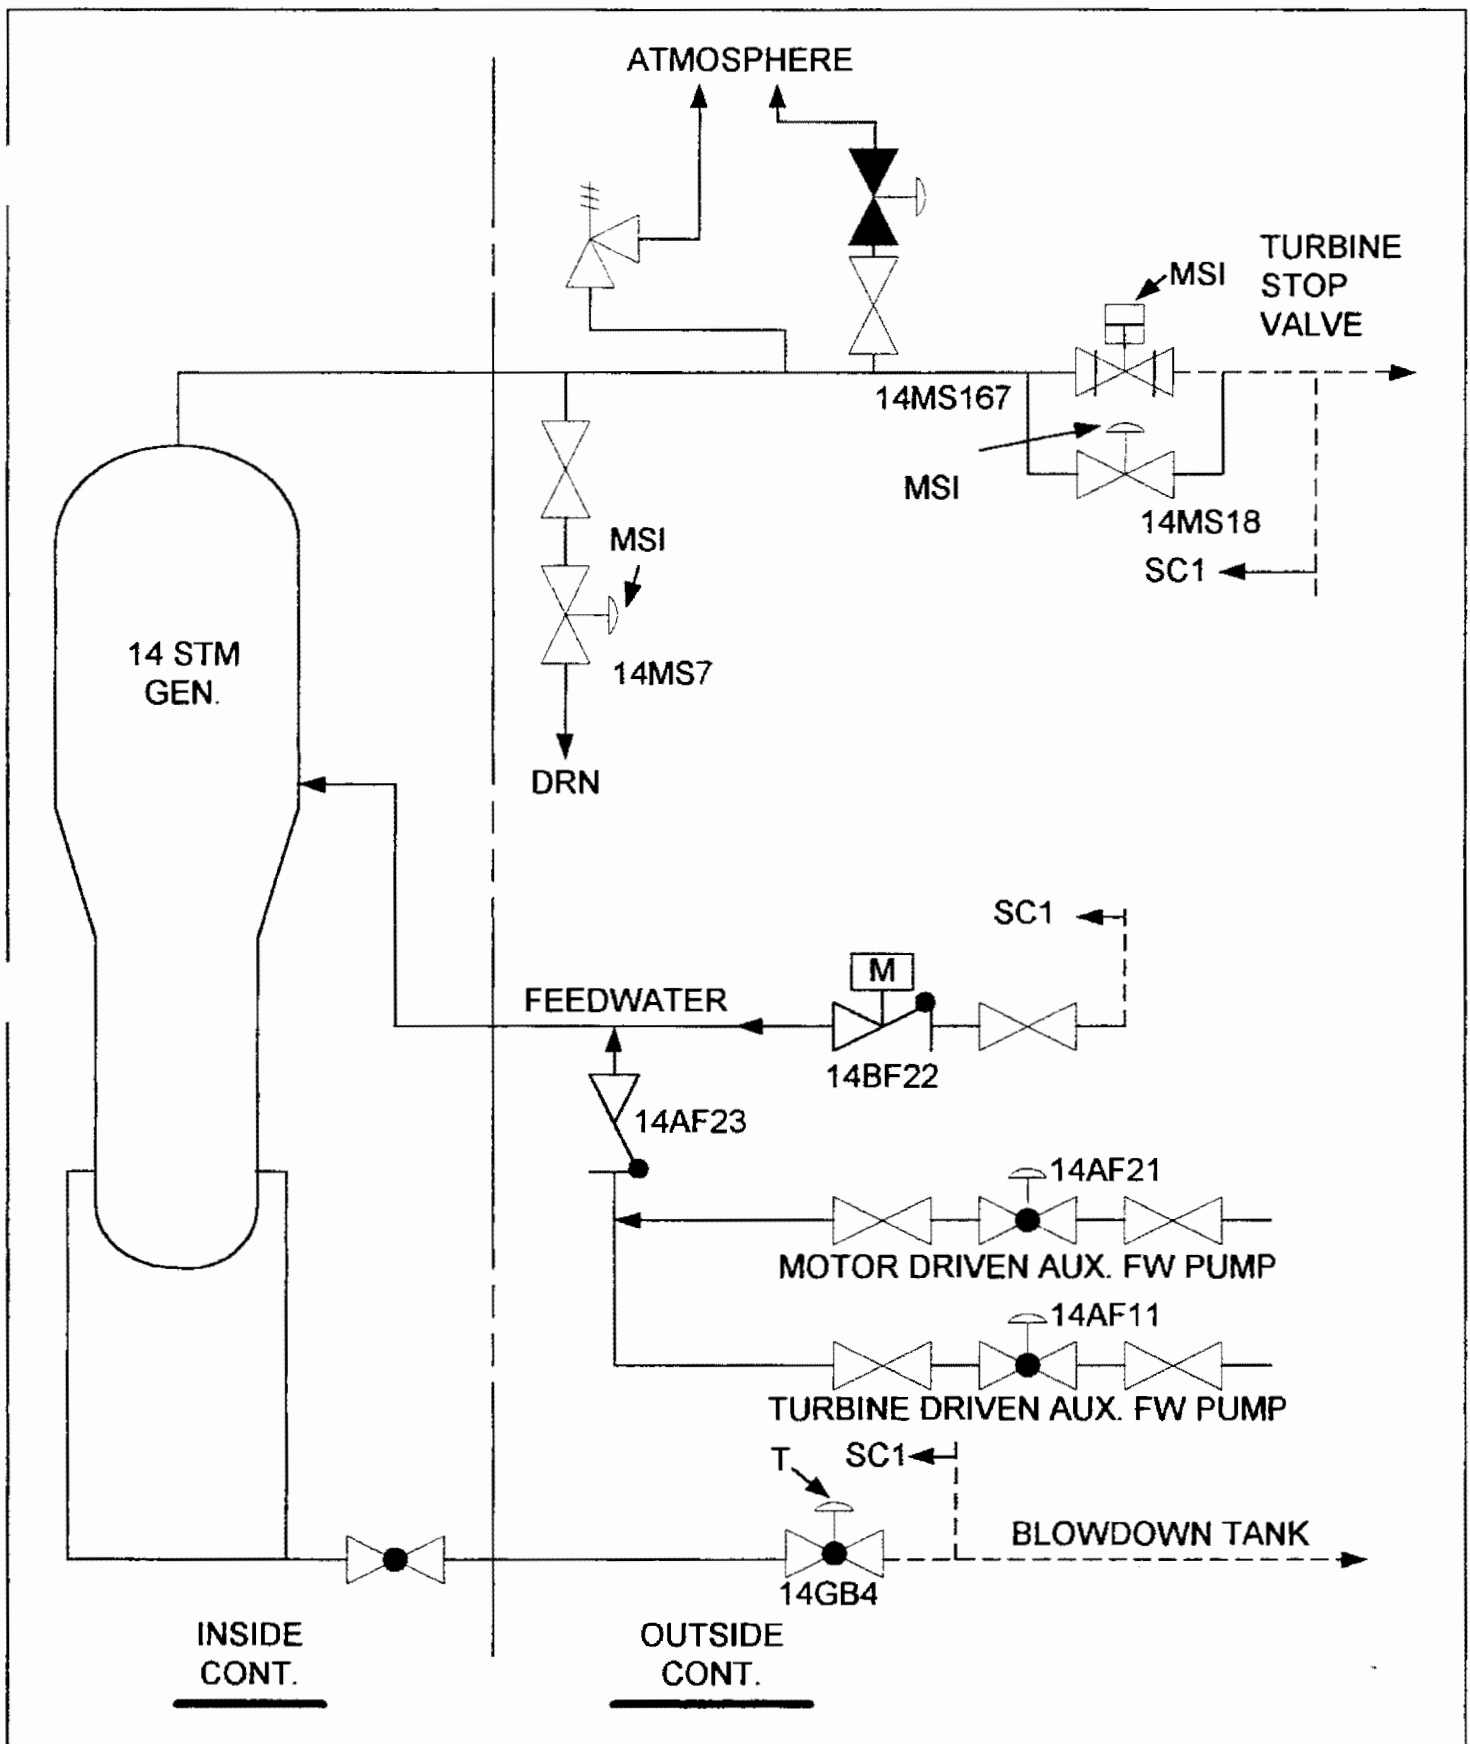 ATMOSPHERE
MSI
TURBINE
STOP
VALVE
14MS167
MSI
14MS18
SC1
MSI
14MS7
DRN
14 STM
GEN.
SC1
M
FEEDWATER
14BF22
14AF23
14AF21
MOTOR DRIVEN AUX. FW PUMP
14AF11
TURBINE DRIVEN AUX. FW PUMP
T
SC1
BLOWDOWN TANK
14GB4
INSIDE
CONT.
OUTSIDE
CONT.